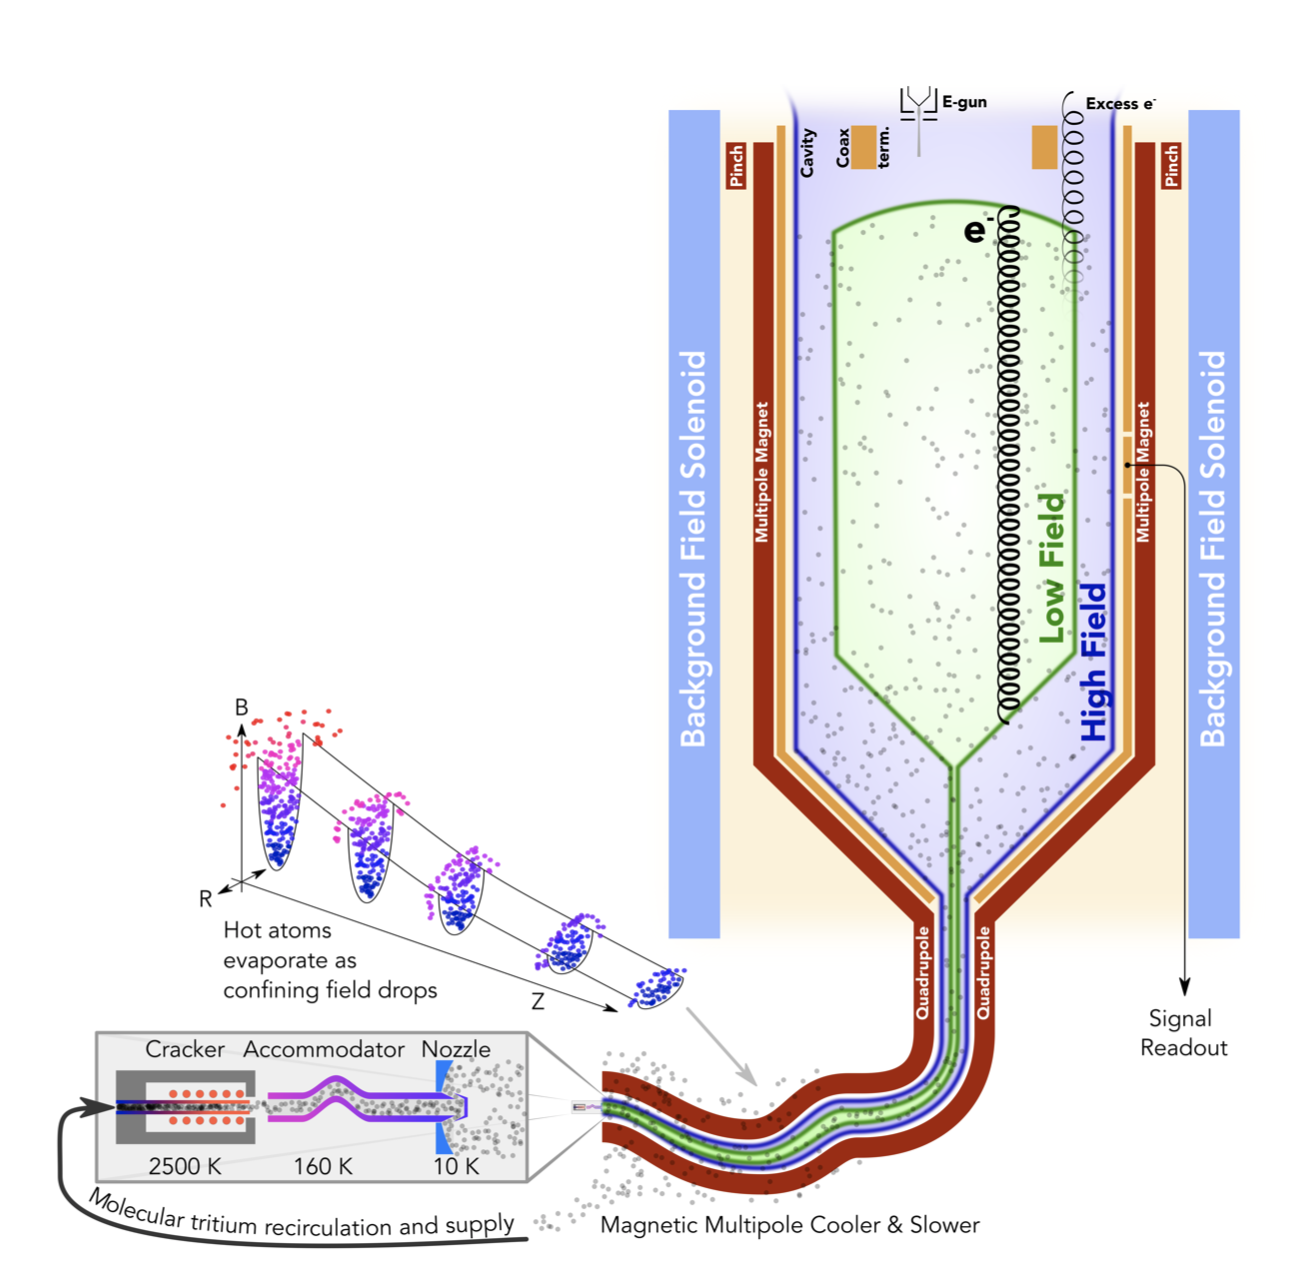 E-gun
Excess e-
Pinch
Cavity
Coax
term.
Pinch
e-
Background Field Solenoid
Multipole Magnet
Low Field
High Field
Multipole Magnet
Background Field Solenoid
B
R
Z
Hot atoms
evaporate as
confining field drops
Quadrupole
Quadrupole
Signal
Readout
Cracker
Accommodator
Nozzle
2500 K
160 K
10 K
Molecular tritium recirculation and supply
Magnetic Multipole Cooler & Slower